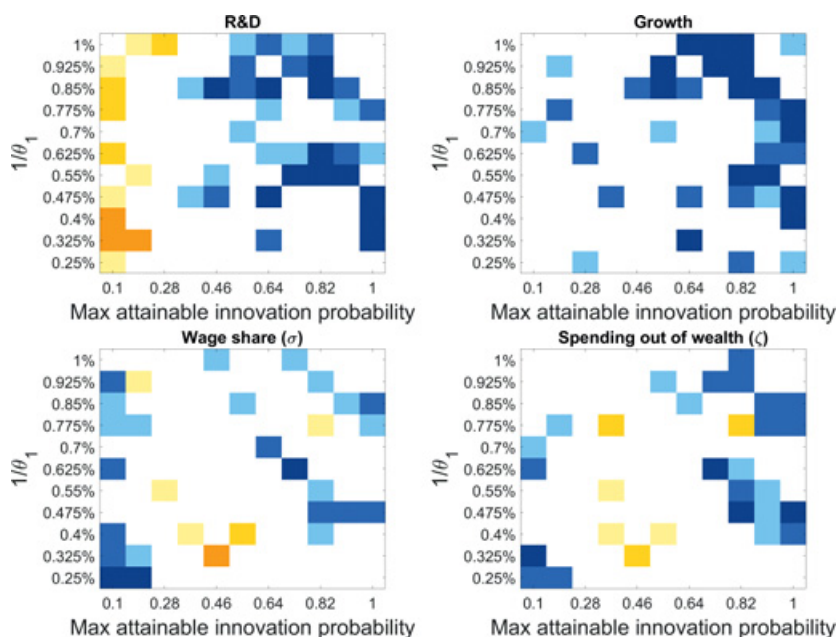 R&D
1/θ_1
1%
0.925%
0.85%
0.775%
0.7%
0.625%
0.55%
0.475%
0.4%
0.325%
0.25%
0.1 0.28 0.46 0.64 0.82 1
Max attainable innovation probability
Growth
1/θ_1
1%
0.925%
0.85%
0.775%
0.7%
0.625%
0.55%
0.475%
0.4%
0.325%
0.25%
0.1 0.28 0.46 0.64 0.82 1
Max attainable innovation probability
Wage share (σ)
1/θ_1
1%
0.925%
0.85%
0.775%
0.7%
0.625%
0.55%
0.475%
0.4%
0.325%
0.25%
0.1 0.28 0.46 0.64 0.82 1
Max attainable innovation probability
Spending out of wealth (ζ)
1/θ_1
1%
0.925%
0.85%
0.775%
0.7%
0.625%
0.55%
0.475%
0.4%
0.325%
0.25%
0.1 0.28 0.46 0.64 0.82 1
Max attainable innovation probability